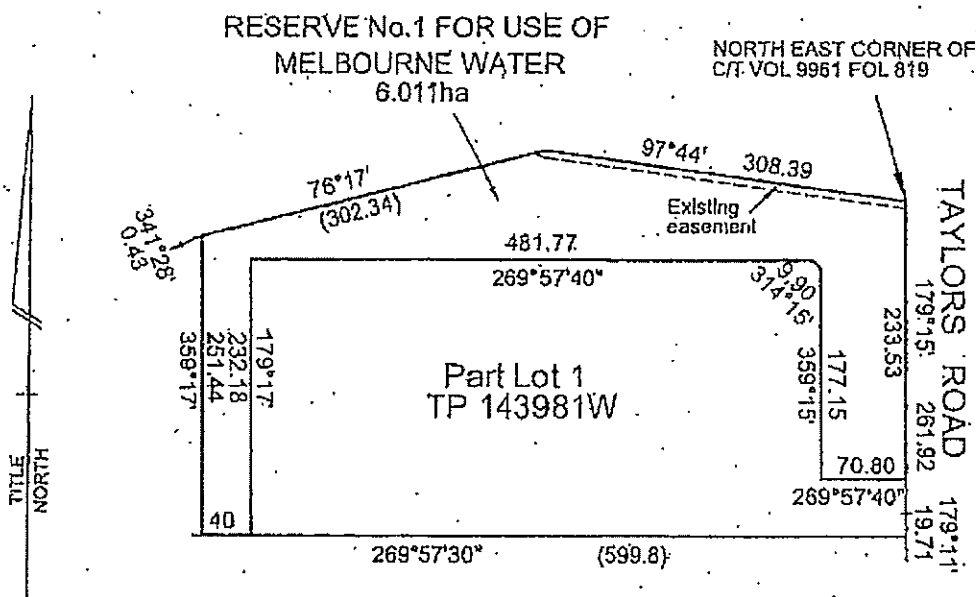 RESERVE No.1 FOR USE OF
MELBOURNE WATER
6.011ha
NORTH EAST CORNER OF
C/T VOL 9961 FOL 819
97°44' 308.39
76°17'
(302.34)
Existing
easement
341°28'
0.43
481.77
269°57'40"
9.90
314°15'
TAYLORS ROAD
179°15' 261.92
233.53
359°17'
251.44
232.18
179°17'
Part Lot 1
TP 143981W
177.15
359°15'
70.80
269°57'40"
179°11'
19.71
TITLE
NORTH
40
269°57'30" (599.8)